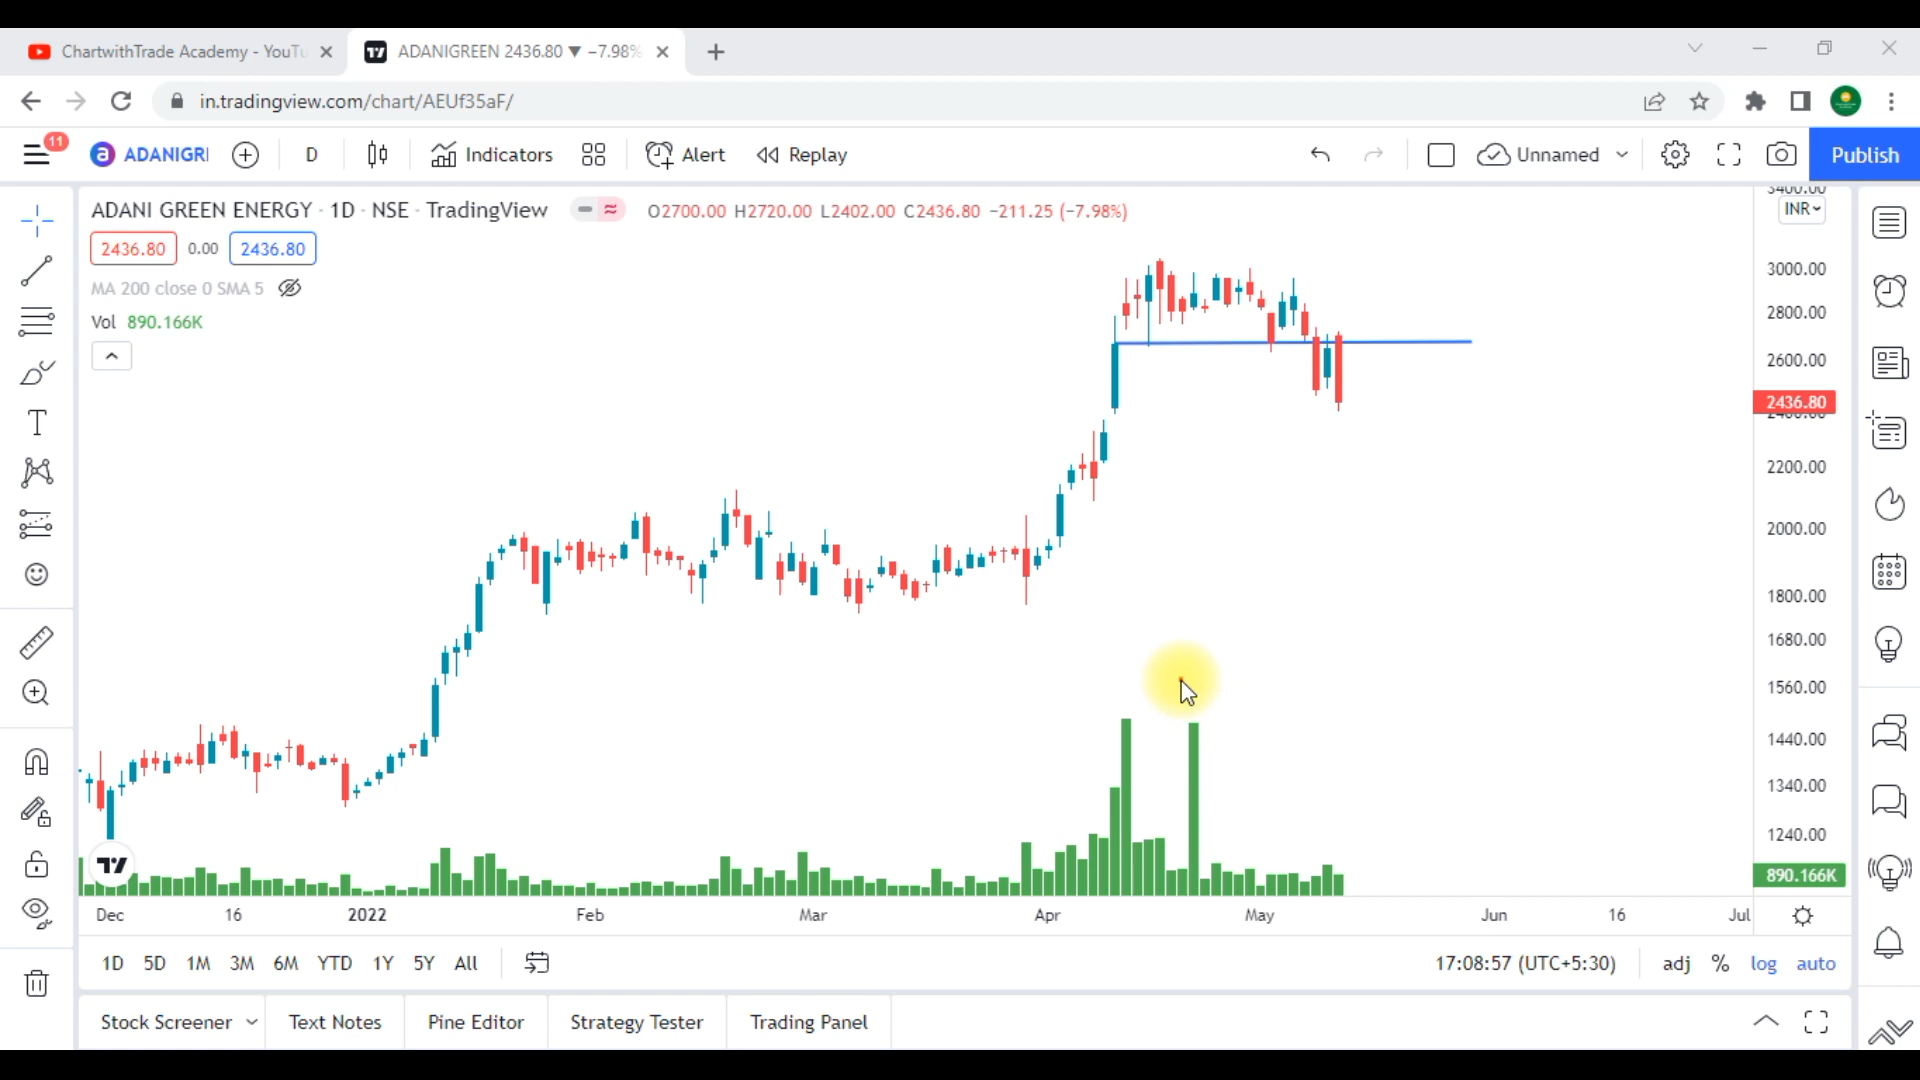 ChartwithTrade Academy - YouTu
ADANIGREEN 2436.80 ▼ −7.98%
in.tradingview.com/chart/AEUf35aF/
11
ADANIGRI
D
Indicators
Alert
Replay
Unnamed
Publish
ADANI GREEN ENERGY · 1D · NSE · TradingView
O2700.00 H2720.00 L2402.00 C2436.80 −211.25 (−7.98%)
2436.80 0.00 2436.80
MA 200 close 0 SMA 5
Vol 890.166K
3400.00
INR
3000.00
2800.00
2600.00
2436.80
2400.00
2200.00
2000.00
1800.00
1680.00
1560.00
1440.00
1340.00
1240.00
890.166K
Dec 16 2022 Feb Mar Apr May Jun 16 Jul
1D 5D 1M 3M 6M YTD 1Y 5Y All
17:08:57 (UTC+5:30) adj % log auto
Stock Screener Text Notes Pine Editor Strategy Tester Trading Panel